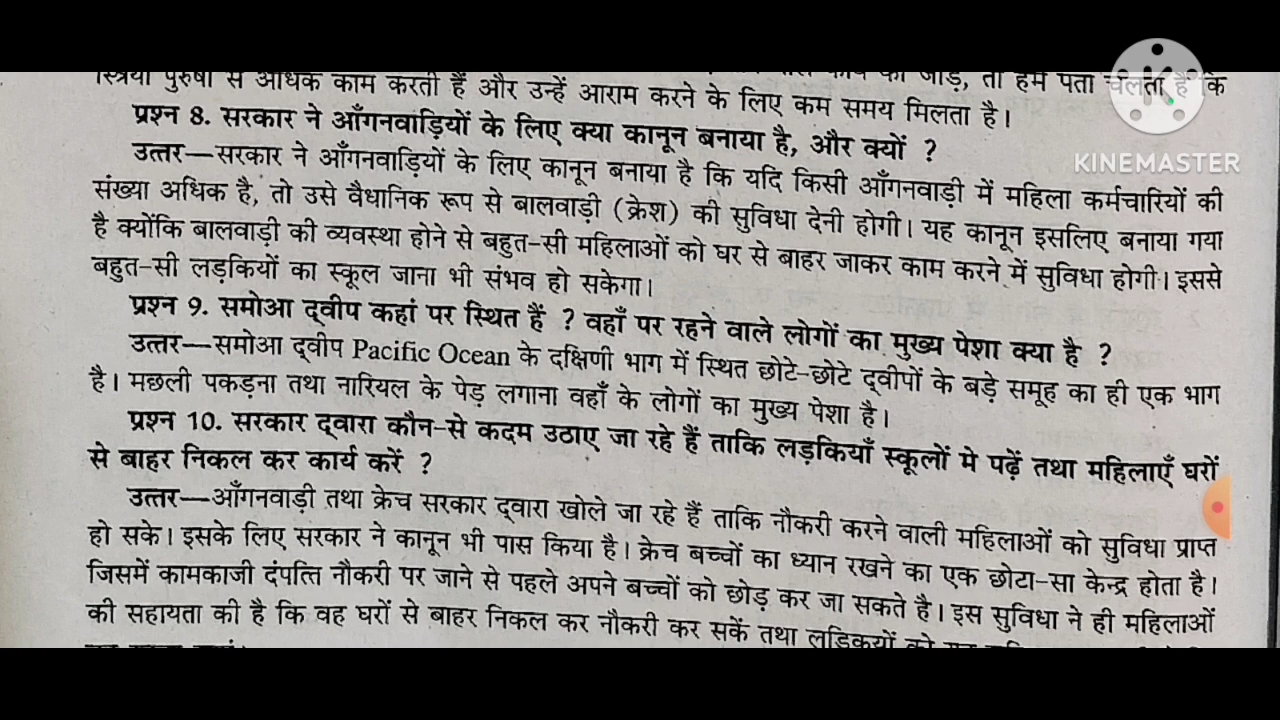 स्त्रियाँ पुरुषों से अधिक काम करती हैं और उन्हें आराम करने के लिए कम समय मिलता है। जोड़ें, तो हमें पता चलता है कि
प्रश्न 8. सरकार ने आँगनवाड़ियों के लिए क्या कानून बनाया है, और क्यों ?
उत्तर—सरकार ने आँगनवाड़ियों के लिए कानून बनाया है कि यदि किसी आँगनवाड़ी में महिला कर्मचारियों की
संख्या अधिक है, तो उसे वैधानिक रूप से बालवाड़ी (क्रेश) की सुविधा देनी होगी। यह कानून इसलिए बनाया गया
है क्योंकि बालवाड़ी की व्यवस्था होने से बहुत-सी महिलाओं को घर से बाहर जाकर काम करने में सुविधा होगी। इससे
बहुत-सी लड़कियों का स्कूल जाना भी संभव हो सकेगा।
प्रश्न 9. समोआ द्वीप कहां पर स्थित हैं ? वहाँ पर रहने वाले लोगों का मुख्य पेशा क्या है ?
उत्तर—समोआ द्वीप Pacific Ocean के दक्षिणी भाग में स्थित छोटे-छोटे द्वीपों के बड़े समूह का ही एक भाग
है। मछली पकड़ना तथा नारियल के पेड़ लगाना वहाँ के लोगों का मुख्य पेशा है।
प्रश्न 10. सरकार द्वारा कौन-से कदम उठाए जा रहे हैं ताकि लड़कियाँ स्कूलों मे पढ़ें तथा महिलाएँ घरों
से बाहर निकल कर कार्य करें ?
उत्तर—आँगनवाड़ी तथा क्रेच सरकार द्वारा खोले जा रहे हैं ताकि नौकरी करने वाली महिलाओं को सुविधा प्राप्त
हो सके। इसके लिए सरकार ने कानून भी पास किया है। क्रेच बच्चों का ध्यान रखने का एक छोटा-सा केन्द्र होता है।
जिसमें कामकाजी दंपत्ति नौकरी पर जाने से पहले अपने बच्चों को छोड़ कर जा सकते है। इस सुविधा ने ही महिलाओं
की सहायता की है कि वह घरों से बाहर निकल कर नौकरी कर सकें तथा लड़िकयों को
KINEMASTER